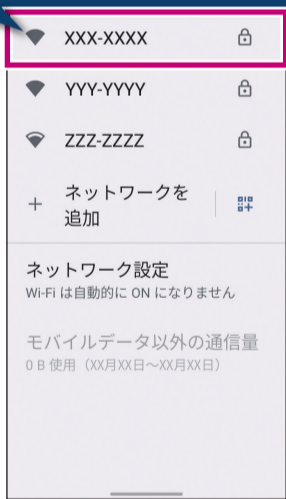 XXX-XXXX
YYY-YYYY
ZZZ-ZZZZ
ネットワークを
追加
ネットワーク設定
Wi-Fi は自動的に ON になりません
モバイルデータ以外の通信量
0 B 使用（XX月XX日～XX月XX日）